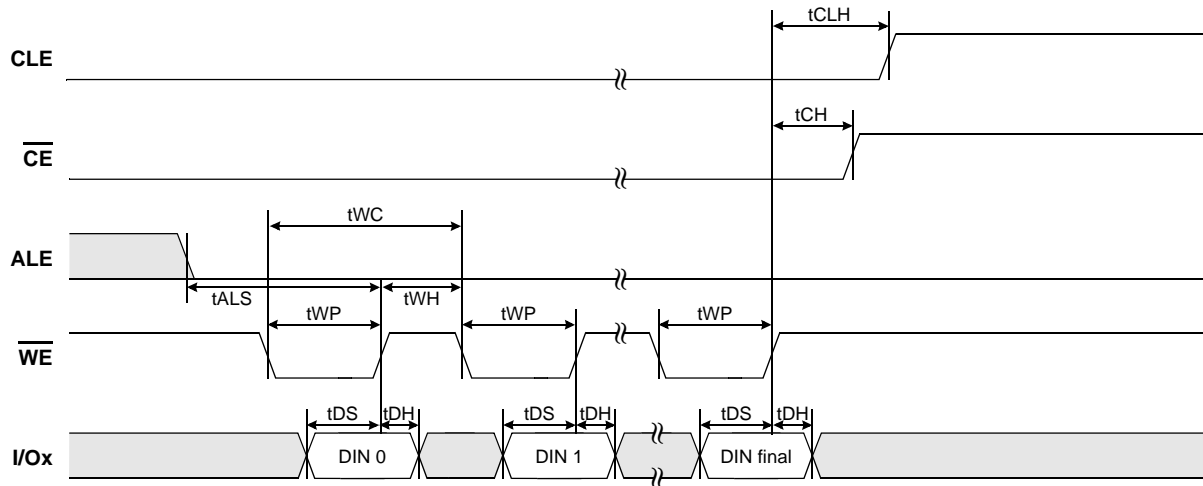 tCLH
CLE
tCH
CE
tWC
ALE
tALS
tWH
tWP
tWP
tWP
WE
tDS
tDH
tDS
tDH
tDS
tDH
I/Ox
DIN 0
DIN 1
DIN final